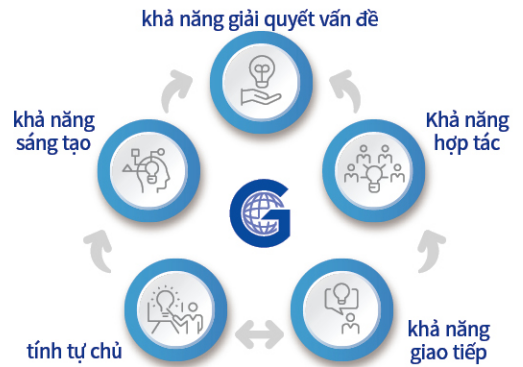 khả năng giải quyết vấn đề
khả năng
sáng tạo
Khả năng
hợp tác
G
tính tự chủ
khả năng
giao tiếp